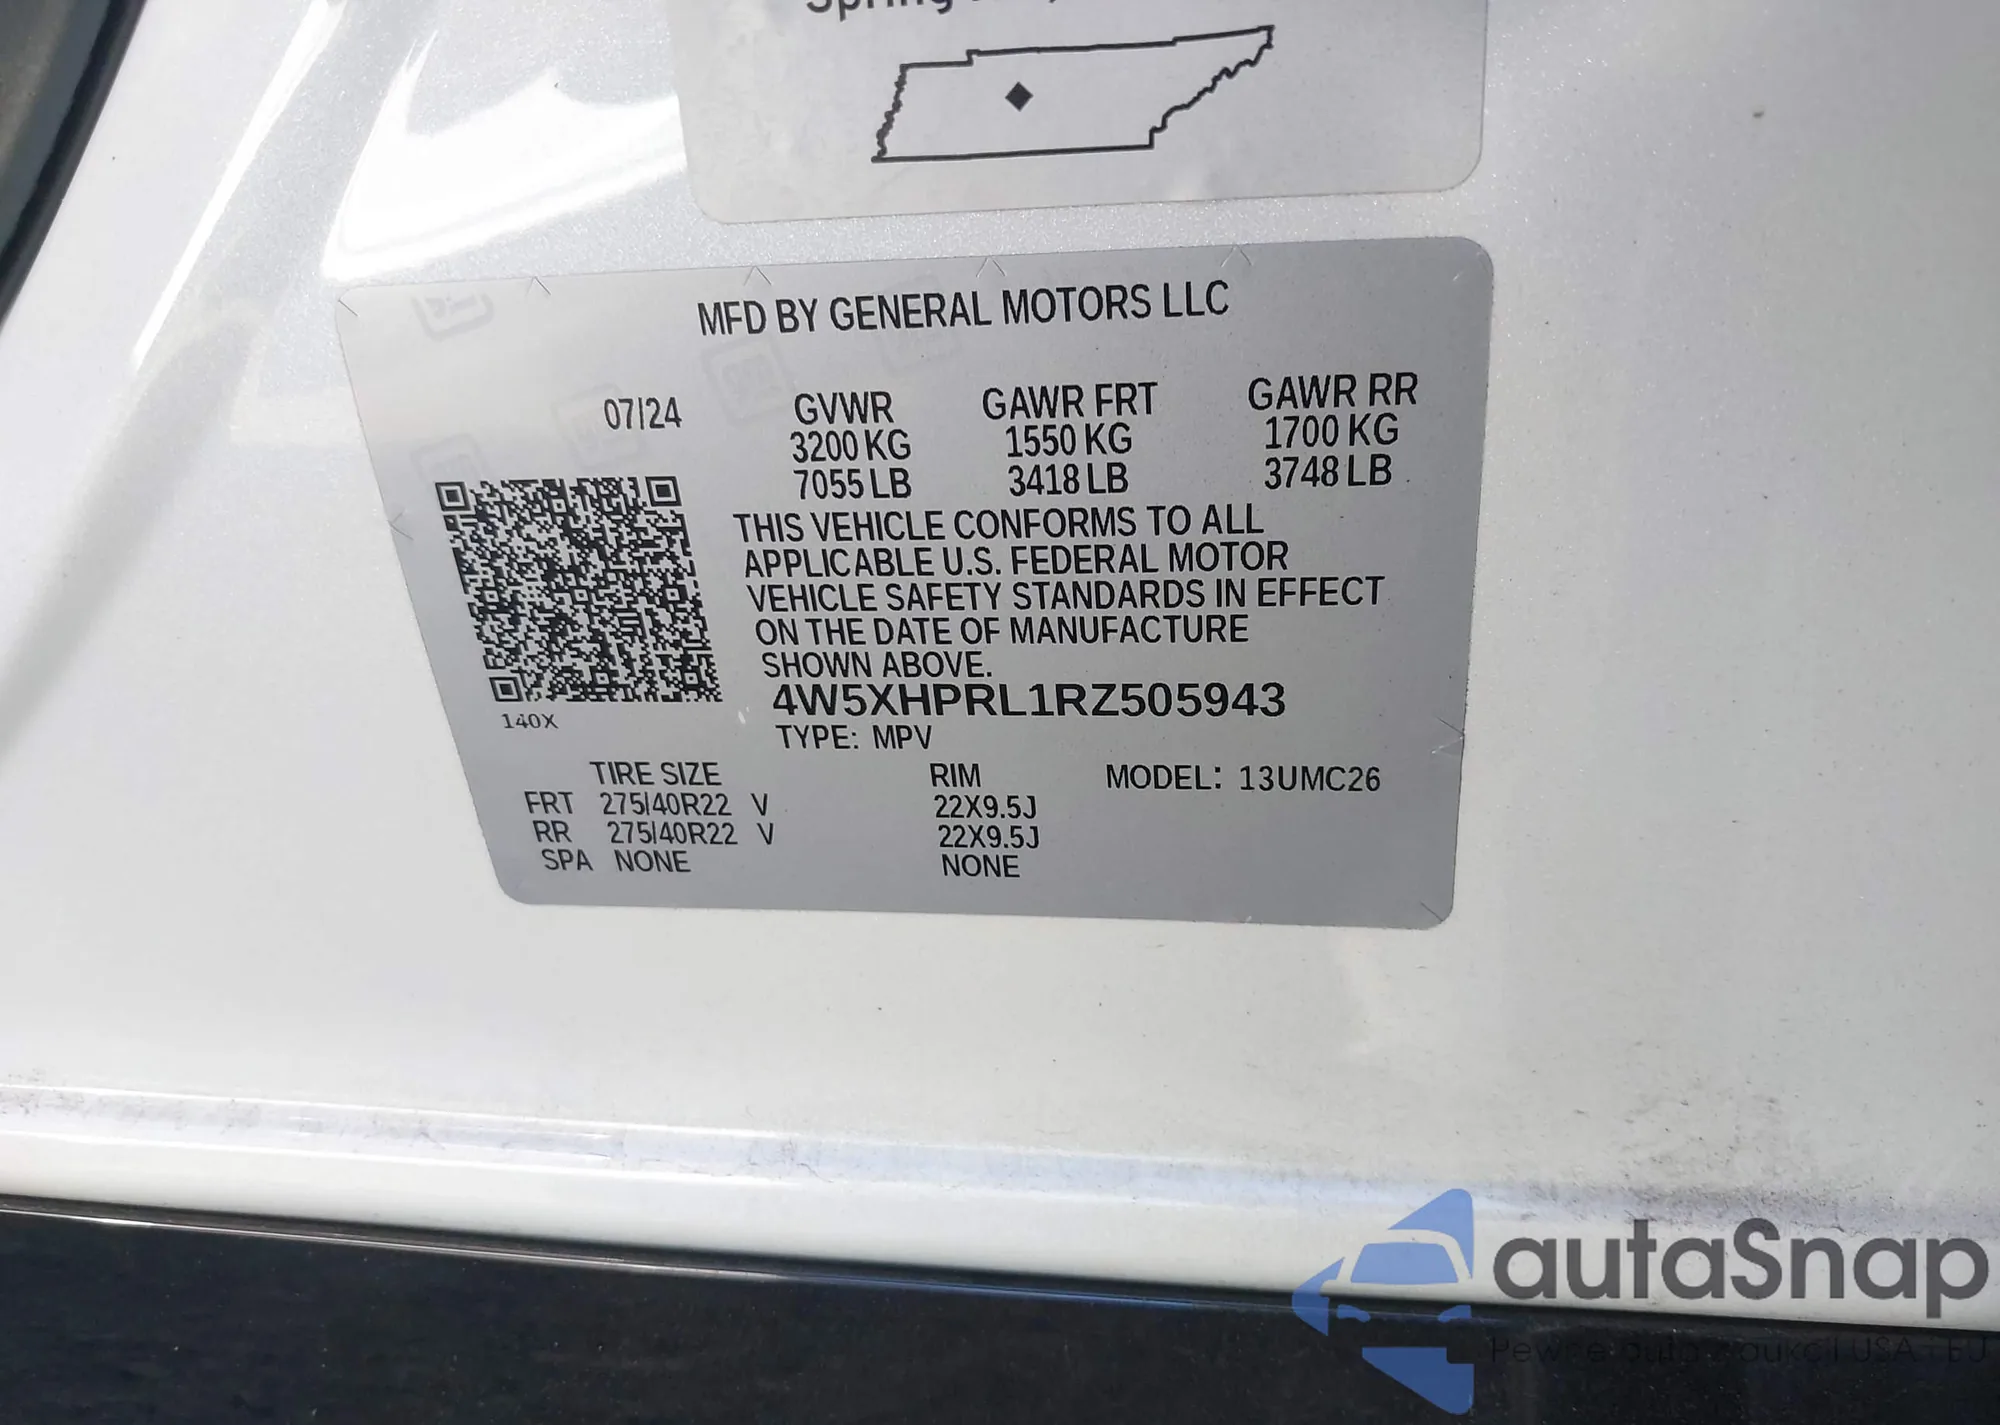 MFD BY GENERAL MOTORS LLC
07/24 GVWR GAWR FRT GAWR RR
3200 KG 1550 KG 1700 KG
7055 LB 3418 LB 3748 LB
THIS VEHICLE CONFORMS TO ALL
APPLICABLE U.S. FEDERAL MOTOR
VEHICLE SAFETY STANDARDS IN EFFECT
ON THE DATE OF MANUFACTURE
SHOWN ABOVE.
4W5XHPRL1RZ505943
140X
TYPE: MPV
TIRE SIZE RIM MODEL: 13UMC26
FRT 275/40R22 V 22X9.5J
RR 275/40R22 V 22X9.5J
SPA NONE NONE
autaSnap